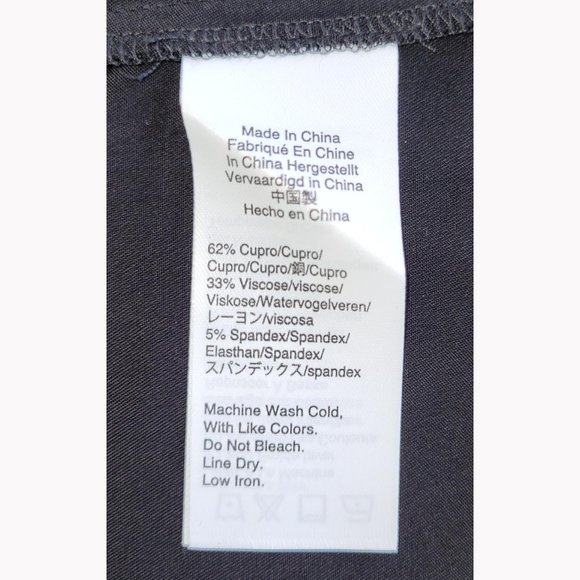 Made In China
Fabriqué En Chine
In China Hergestellt
Vervaardigd in China
中国製
Hecho en China
62% Cupro/Cupro/
Cupro/Cupro/銅/Cupro
33% Viscose/viscose/
Viskose/Watervogelveren/
レーヨン/viscosa
5% Spandex/Spandex/
Elasthan/Spandex/
スパンデックス/spandex
Machine Wash Cold,
With Like Colors.
Do Not Bleach.
Line Dry.
Low Iron.